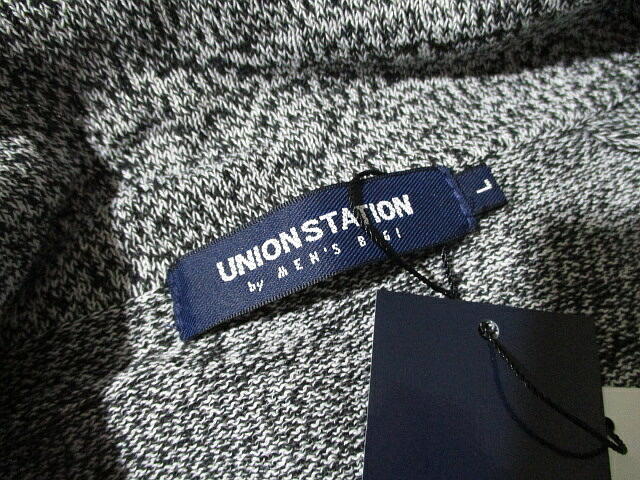 UNION STATION
by MEN'S BIGI
L